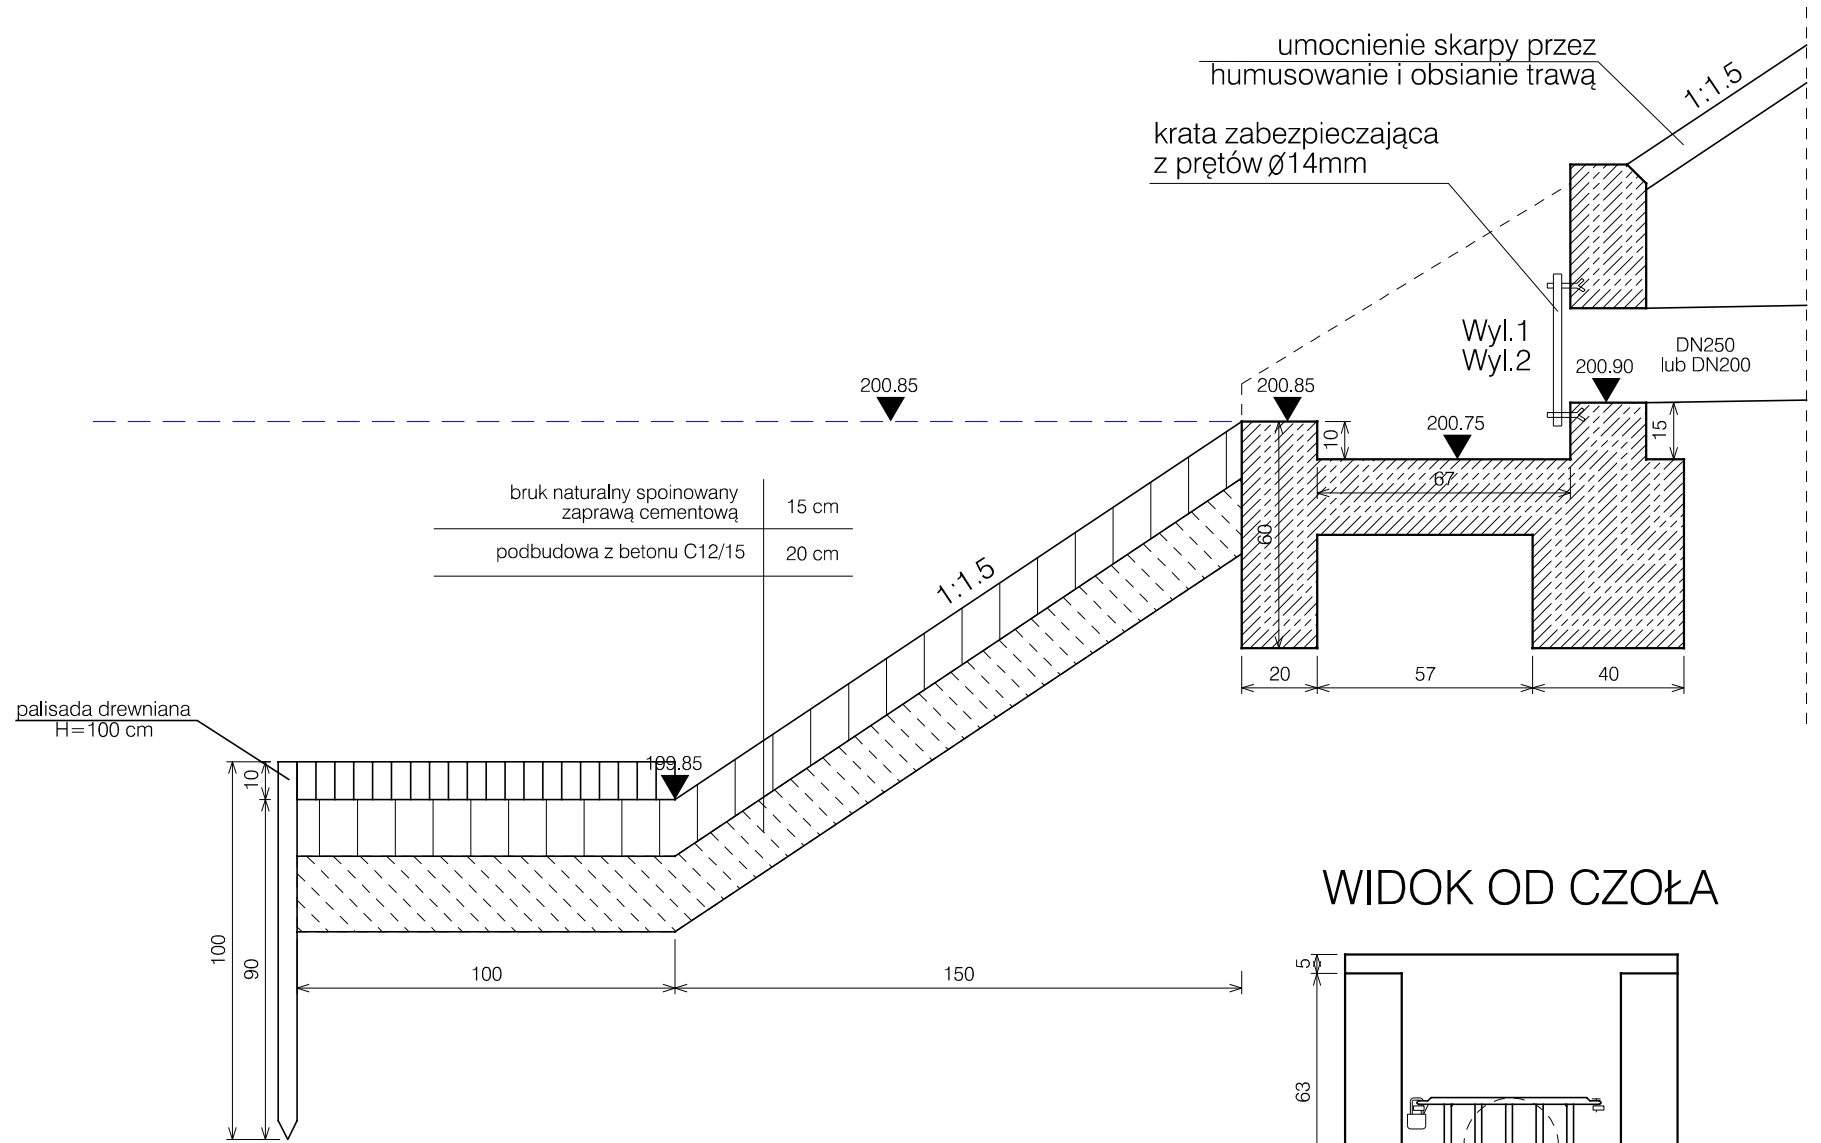 umocnienie skarpy przez
humusowanie i obsianie trawą
1:1.5
krata zabezpieczająca
z prętów Ø14mm
Wyl.1
Wyl.2
DN250
lub DN200
200.90
200.85
200.85
200.75
10
15
67
60
bruk naturalny spoinowany
zaprawą cementową
15 cm
podbudowa z betonu C12/15
20 cm
1:1.5
20
57
40
palisada drewniana
H=100 cm
199.85
10
100
90
100
150
WIDOK OD CZOŁA
5
63